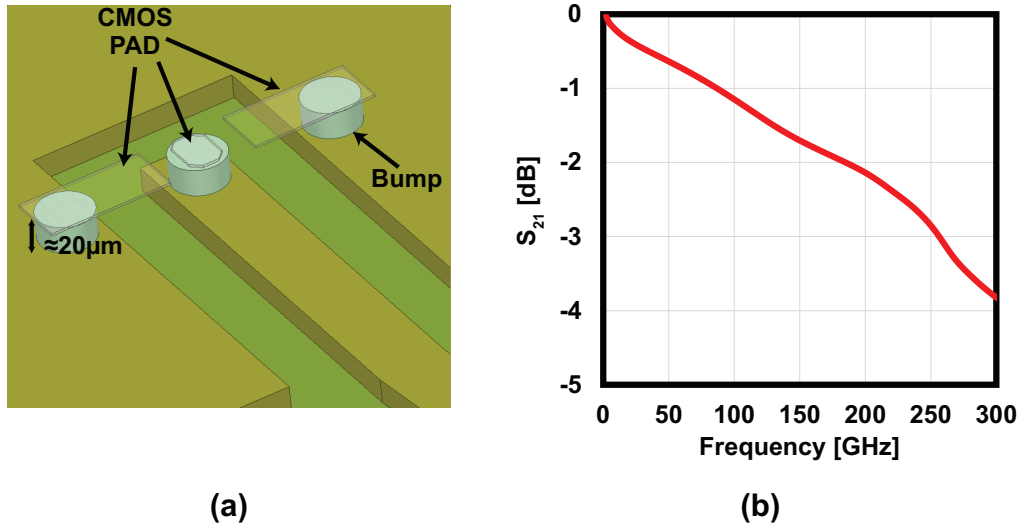 CMOS
PAD
Bump
≈20µm
(a)
S21 [dB]
0
-1
-2
-3
-4
-5
0 50 100 150 200 250 300
Frequency [GHz]
(b)